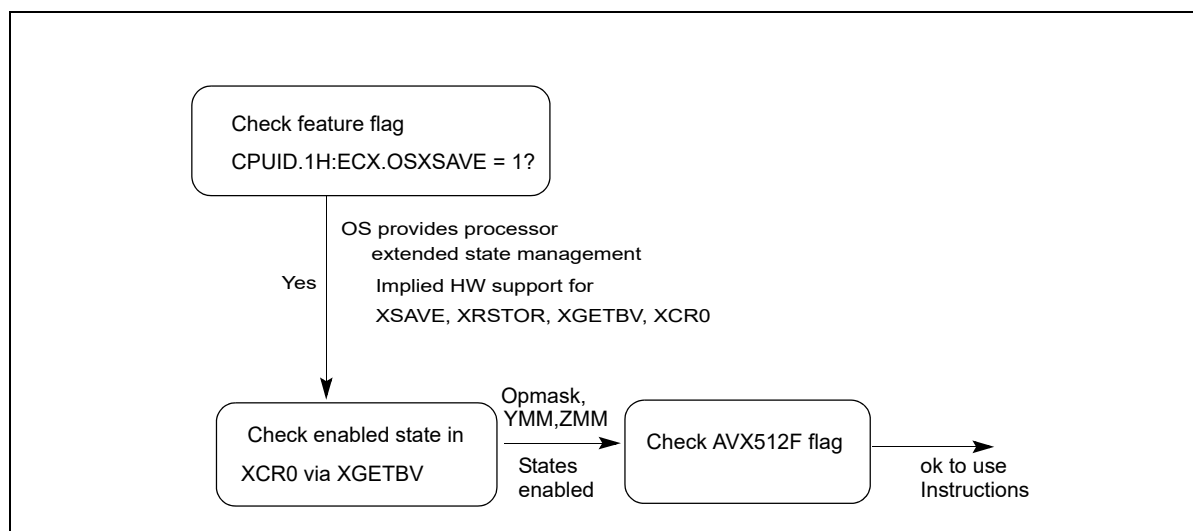 Check feature flag
CPUID.1H:ECX.OSXSAVE = 1?
OS provides processor
extended state management
Yes
Implied HW support for
XSAVE, XRSTOR, XGETBV, XCR0
Check enabled state in
XCR0 via XGETBV
Opmask,
YMM,ZMM
States
enabled
Check AVX512F flag
ok to use
Instructions